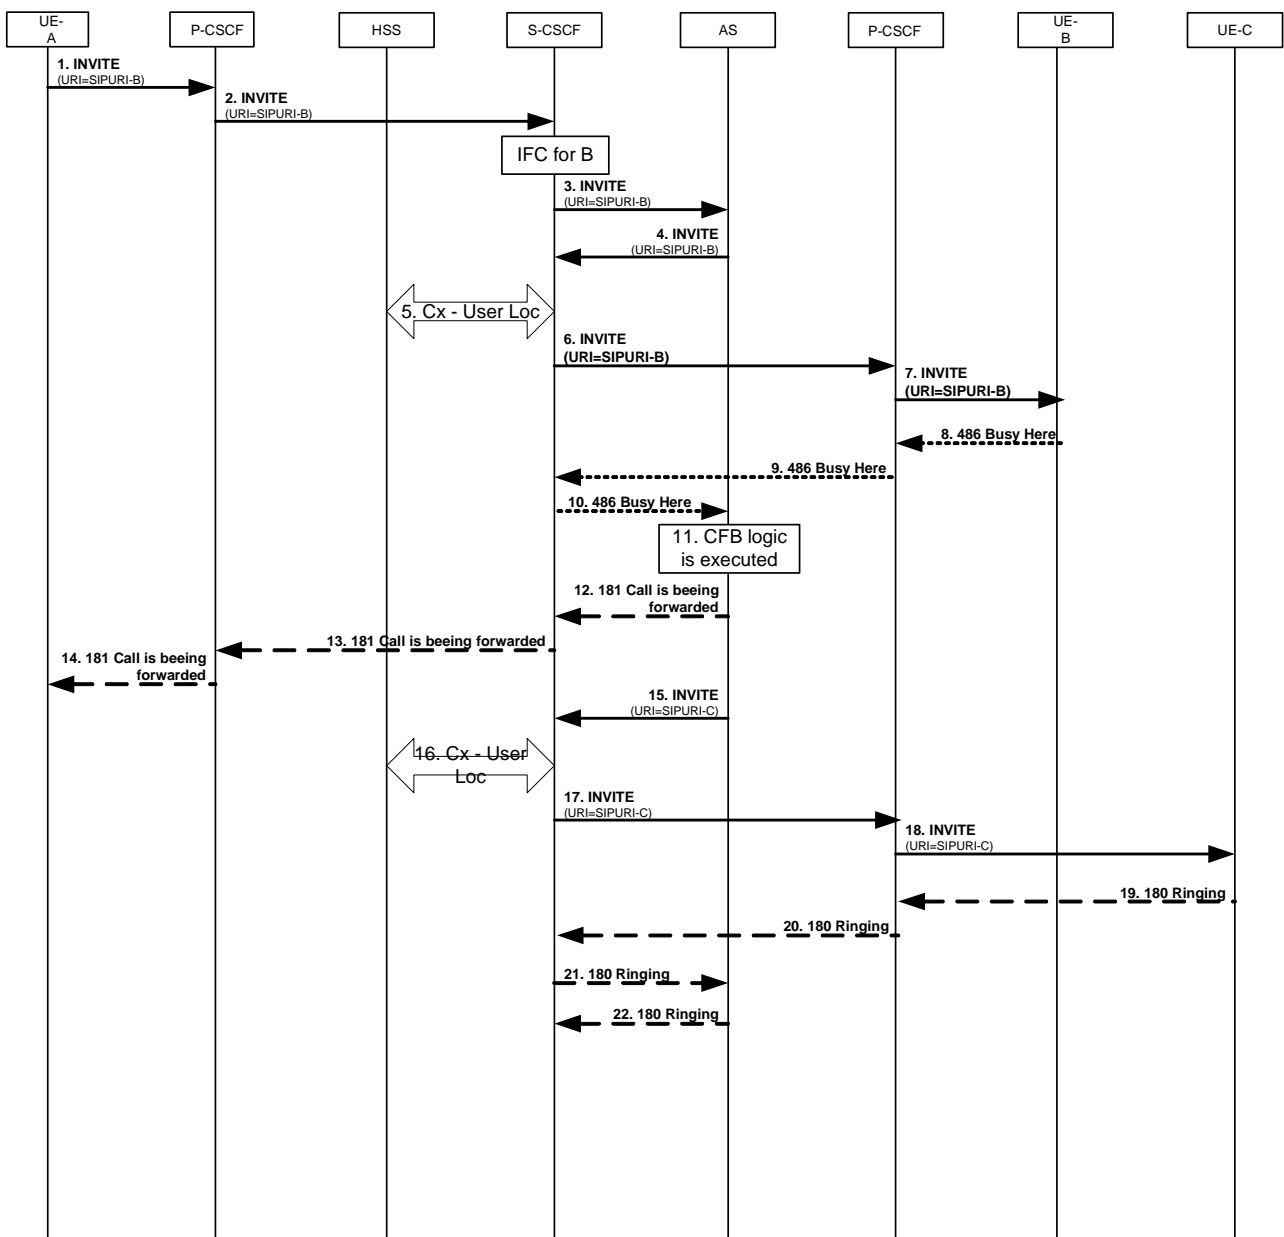 UE-
A
P-CSCF
HSS
S-CSCF
AS
P-CSCF
UE-
B
UE-C
1. INVITE
(URI=SIPURI-B)
2. INVITE
(URI=SIPURI-B)
IFC for B
3. INVITE
(URI=SIPURI-B)
4. INVITE
(URI=SIPURI-B)
5. Cx - User Loc
6. INVITE
(URI=SIPURI-B)
7. INVITE
(URI=SIPURI-B)
8. 486 Busy Here
9. 486 Busy Here
10. 486 Busy Here
11. CFB logic
is executed
12. 181 Call is beeing
forwarded
13. 181 Call is beeing forwarded
14. 181 Call is beeing
forwarded
15. INVITE
(URI=SIPURI-C)
16. Cx - User
Loc
17. INVITE
(URI=SIPURI-C)
18. INVITE
(URI=SIPURI-C)
19. 180 Ringing
20. 180 Ringing
21. 180 Ringing
22. 180 Ringing